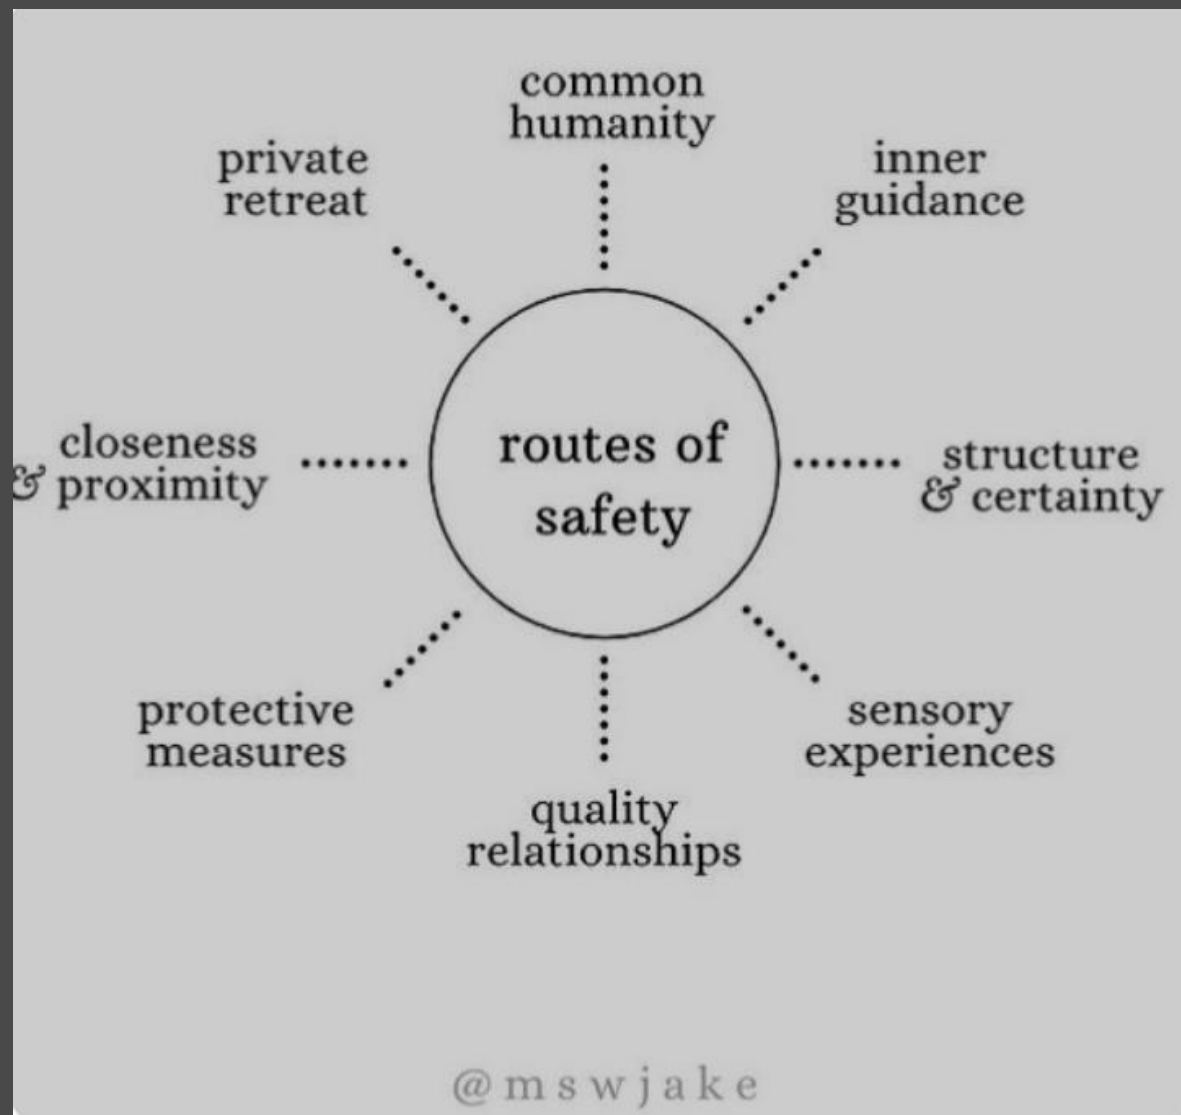 common
humanity
private
retreat
inner
guidance
closeness
& proximity
routes of
safety
structure
& certainty
protective
measures
sensory
experiences
quality
relationships
@mswjake